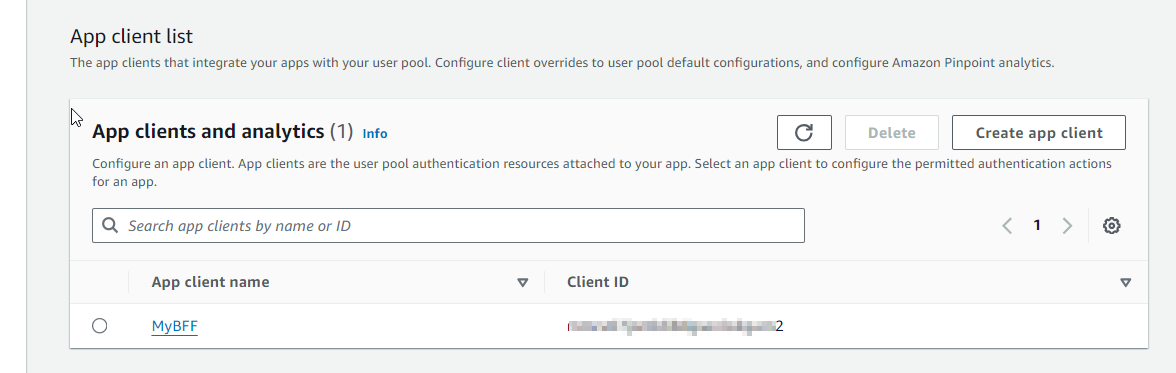 App client list
The app clients that integrate your apps with your user pool. Configure client overrides to user pool default configurations, and configure Amazon Pinpoint analytics.
App clients and analytics (1) Info
Delete
Create app client
Configure an app client. App clients are the user pool authentication resources attached to your app. Select an app client to configure the permitted authentication actions
for an app.
Search app clients by name or ID
1
App client name
Client ID
MyBFF